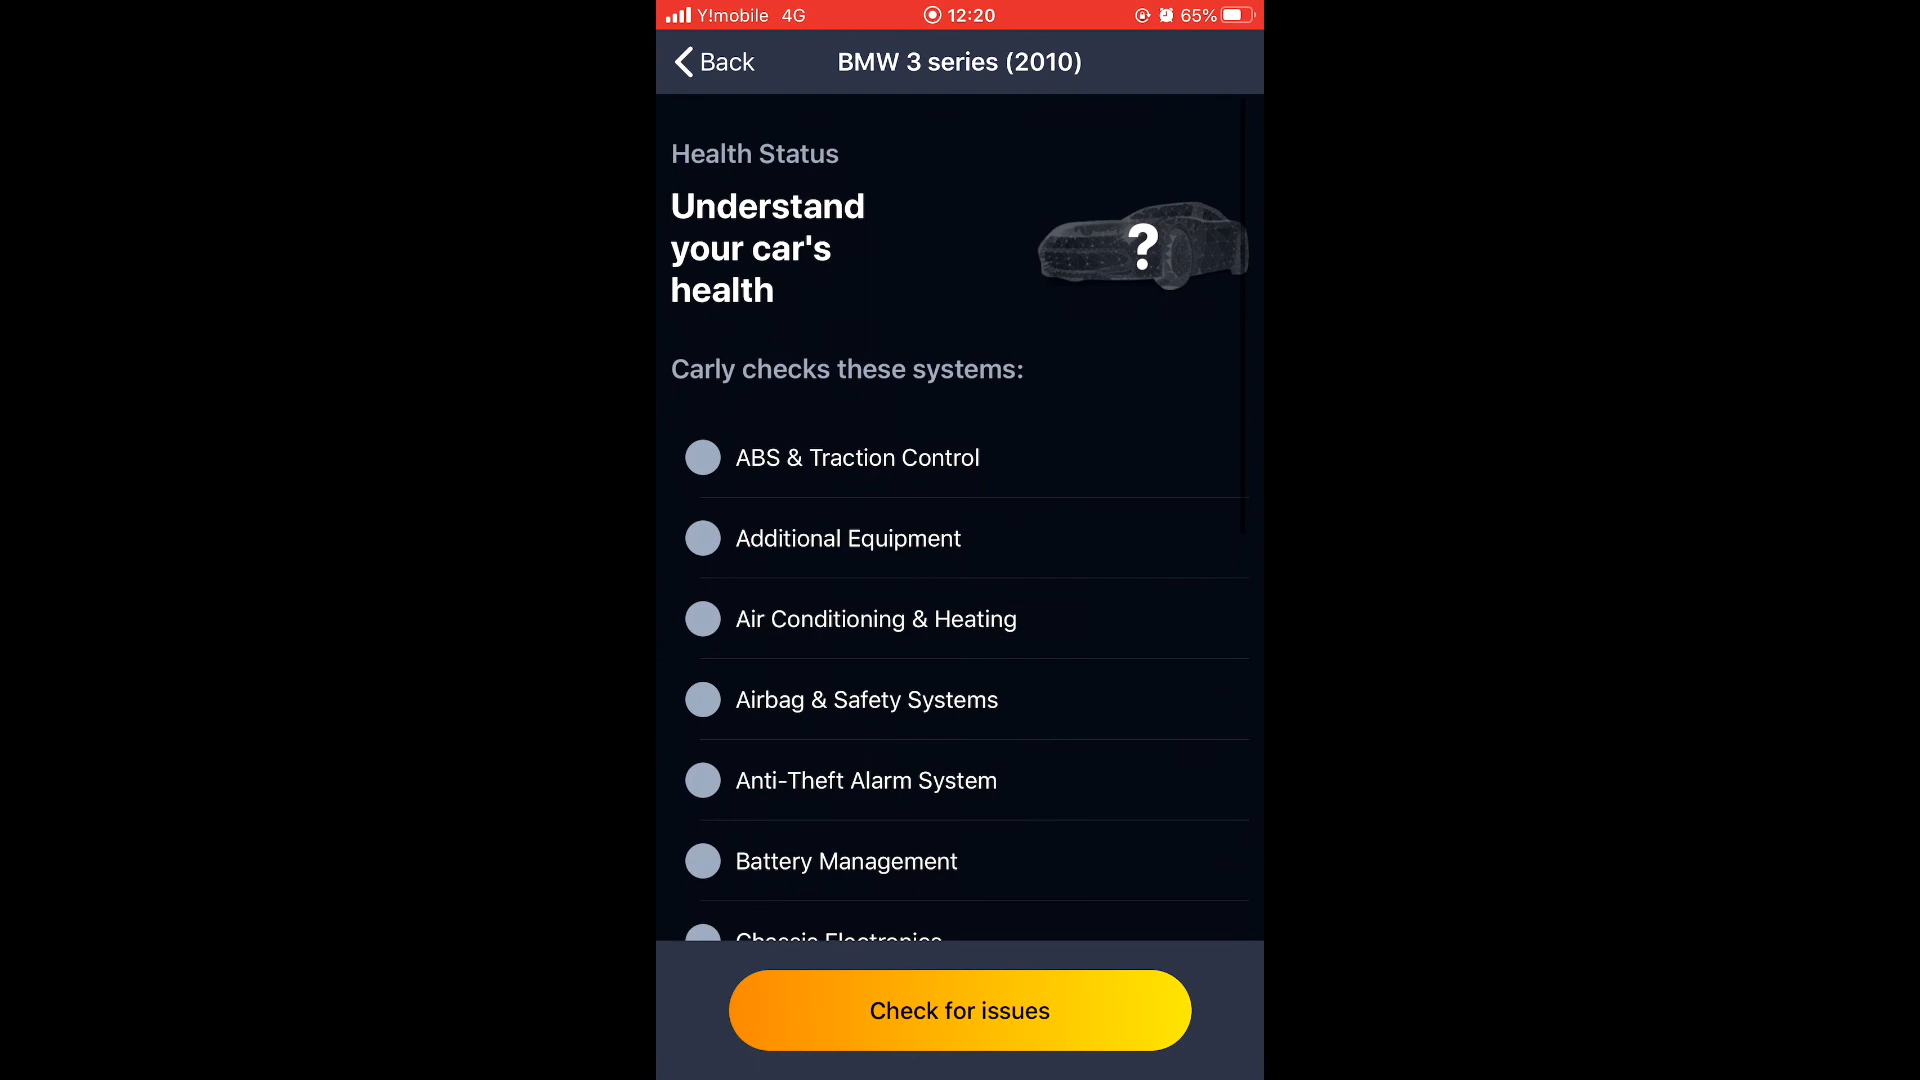 Y!mobile 4G 12:20 65%
Back BMW 3 series (2010)
Health Status
Understand
your car's
health
?
Carly checks these systems:
ABS & Traction Control
Additional Equipment
Air Conditioning & Heating
Airbag & Safety Systems
Anti-Theft Alarm System
Battery Management
Chassis Electronics
Check for issues